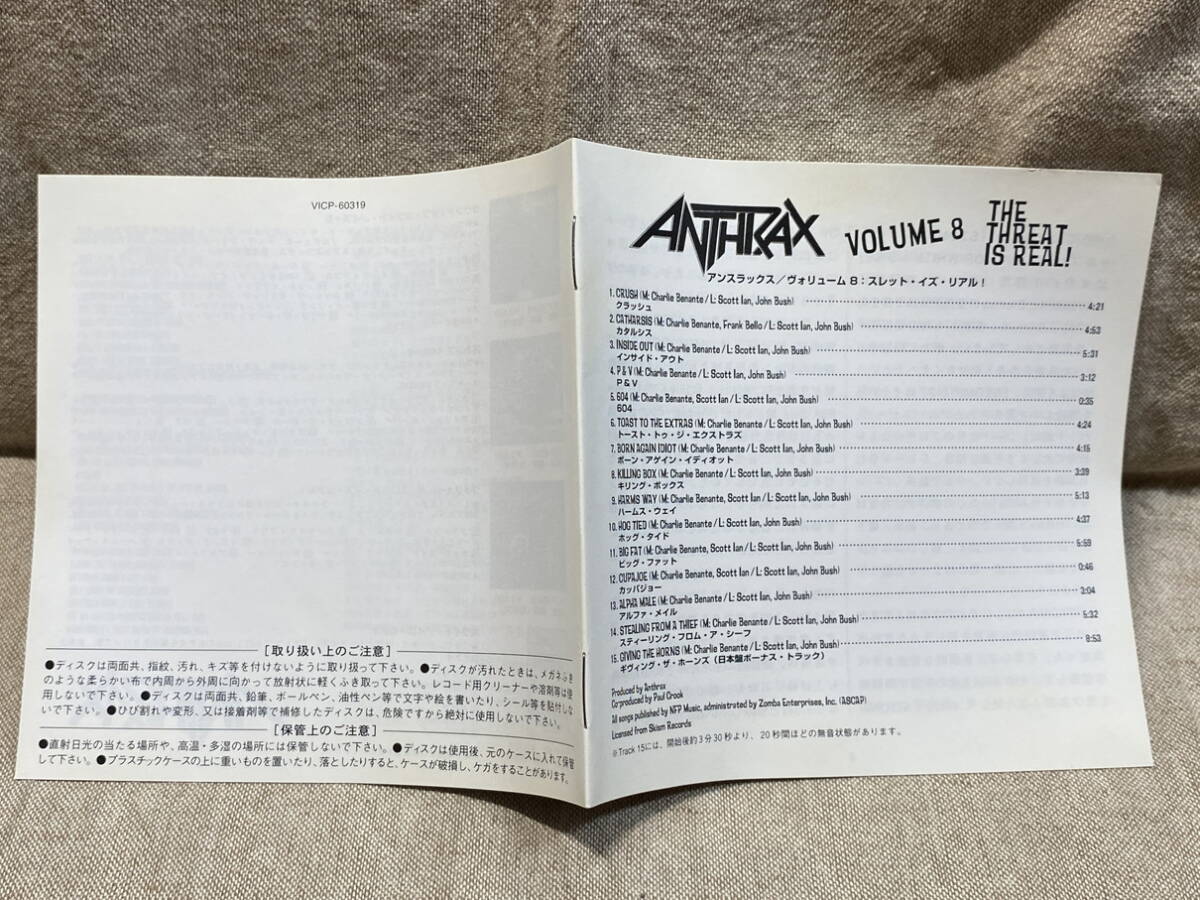 VICP-60319
[取り扱い上のご注意]
●ディスクは両面共、指紋、汚れ、キズ等を付けないように取り扱って下さい。●ディスクが汚れたときは、メガネふき
のような柔らかい布で内周から外周に向かって放射状に軽くふき取って下さい。レコード用クリーナーや溶剤等は使
用しないで下さい。●ディスクは両面共、鉛筆、ボールペン、油性ペン等で文字や絵を書いたり、シール等を貼付しな
いで下さい。●ひび割れや変形、又は接着剤等で補修したディスクは、危険ですから絶対に使用しないで下さい。
[保管上のご注意]
●直射日光の当たる場所や、高温・多湿の場所には保管しないで下さい。●ディスクは使用後、元のケースに入れて保管
して下さい。●プラスチックケースの上に重いものを置いたり、落としたりすると、ケースが破損し、ケガをすることがあります。
ANTHRAX VOLUME 8 THE
THREAT
IS REAL!
アンスラックス/ヴォリューム 8:スレット・イズ・リアル!
1. CRUSH (M: Charlie Benante / L: Scott Ian, John Bush) 4:21
クラッシュ
2. CATHARSIS (M: Charlie Benante, Frank Bello / L: Scott Ian, John Bush) 4:53
カタルシス
3. INSIDE OUT (M: Charlie Benante / L: Scott Ian, John Bush) 5:31
インサイド・アウト
4. P & V (M: Charlie Benante / L: Scott Ian, John Bush) 3:12
P & V
5. 604 (M: Charlie Benante, Scott Ian / L: Scott Ian, John Bush) 0:35
604
6. TOAST TO THE EXTRAS (M: Charlie Benante / L: Scott Ian, John Bush) 4:24
トースト・トゥ・ジ・エクストラズ
7. BORN AGAIN IDIOT (M: Charlie Benante / L: Scott Ian, John Bush) 4:15
ボーン・アゲイン・イディオット
8. KILLING BOX (M: Charlie Benante / L: Scott Ian, John Bush) 3:39
キリング・ボックス
9. HARMS WAY (M: Charlie Benante, Scott Ian / L: Scott Ian, John Bush) 5:13
ハームス・ウェイ
10. HOG TIED (M: Charlie Benante / L: Scott Ian, John Bush) 4:37
ホッグ・タイド
11. BIG FAT (M: Charlie Benante, Scott Ian / L: Scott Ian, John Bush) 5:59
ビッグ・ファット
12. CUPAJOE (M: Charlie Benante, Scott Ian / L: Scott Ian, John Bush) 0:46
カッパジョー
13. ALPHA MALE (M: Charlie Benante / L: Scott Ian, John Bush) 3:04
アルファ・メイル
14. STEALING FROM A THIEF (M: Charlie Benante / L: Scott Ian, John Bush) 5:32
スティーリング・フロム・ア・シーフ
15. GIVING THE HORNS (M: Charlie Benante / L: Scott Ian, John Bush) 8:53
ギヴィング・ザ・ホーンズ(日本盤ボーナス・トラック)
Produced by Anthrax
Co-produced by Paul Crook
All songs published by NFP Music, administrated by Zomba Enterprises, Inc. (ASCAP)
Licensed from Skism Records
※Track 15には、開始後約3分30秒より、20秒間ほどの無音状態があります。